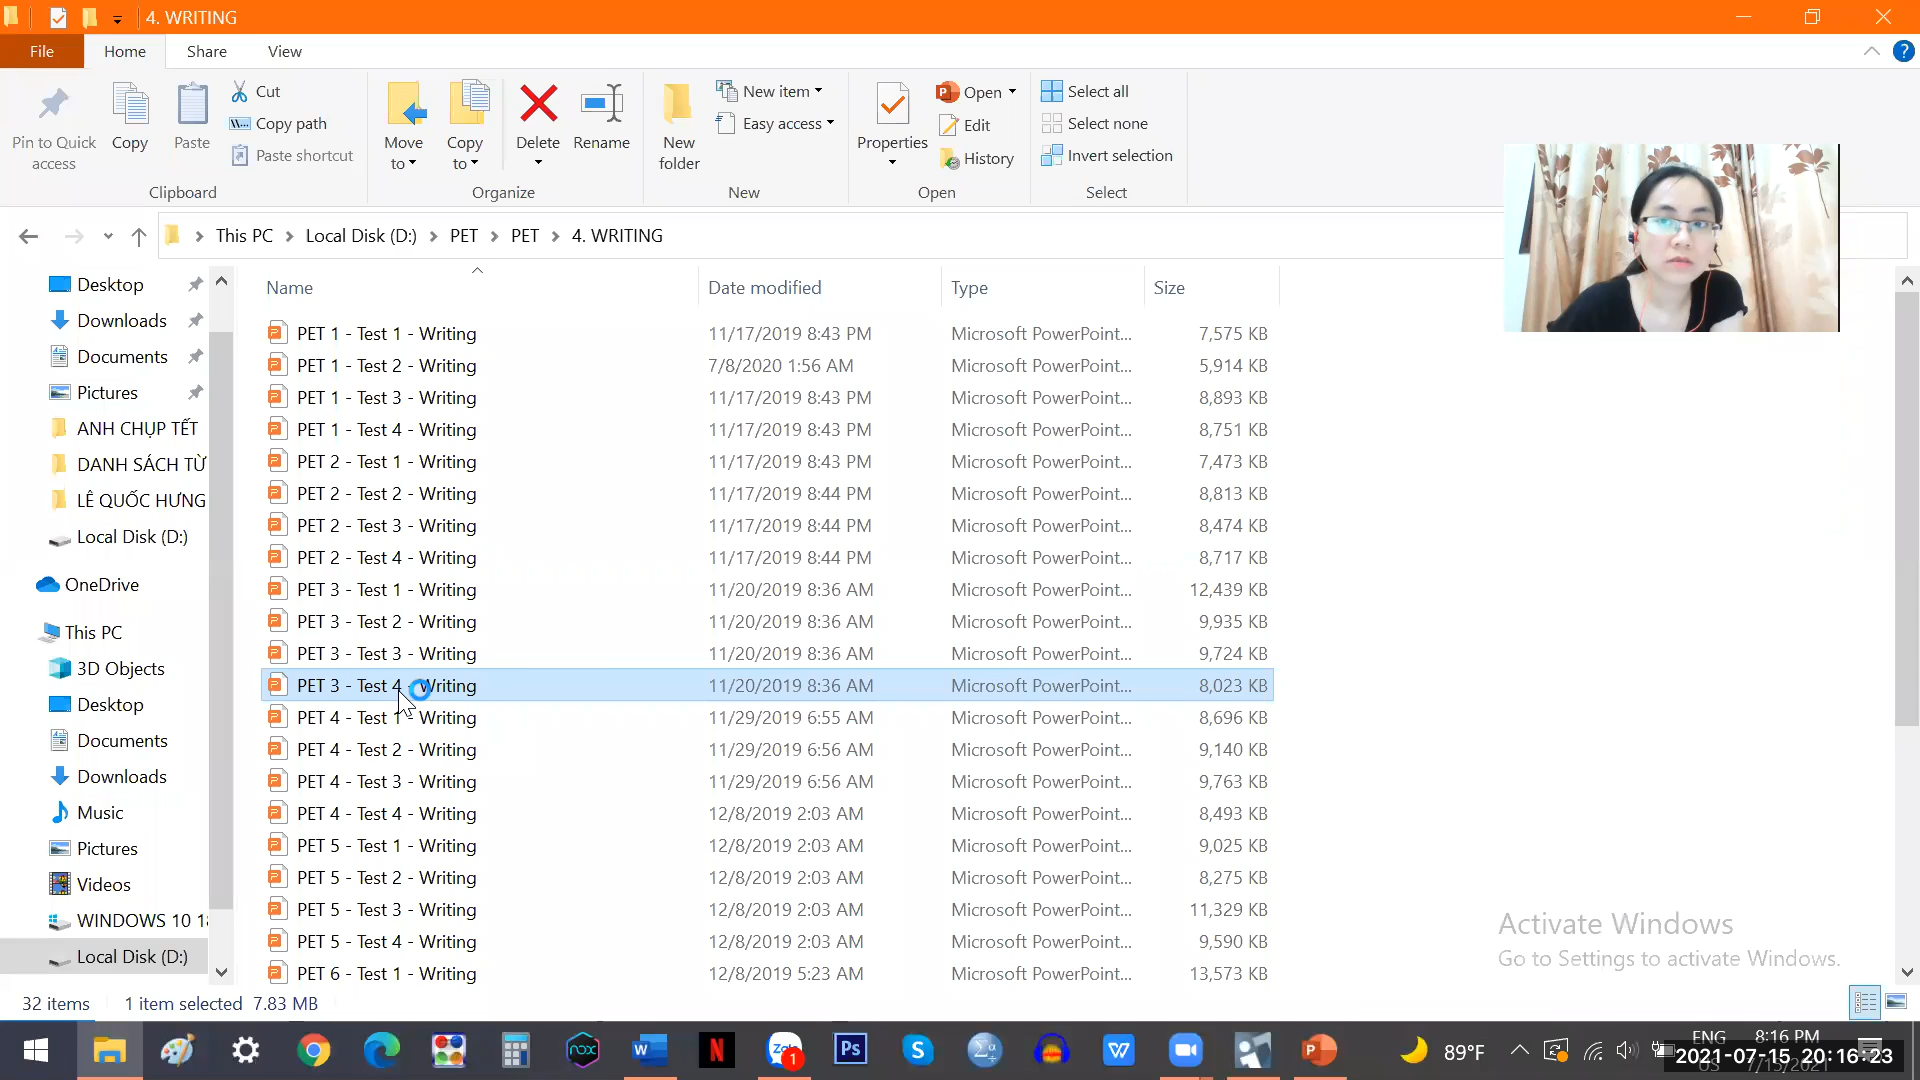 4. WRITING
File Home Share View
Pin to Quick access
Copy
Paste
Cut
Copy path
Paste shortcut
Clipboard
Move to
Copy to
Delete
Rename
Organize
New folder
New item
Easy access
New
Properties
Open
Edit
History
Open
Select all
Select none
Invert selection
Select
This PC Local Disk (D:) PET PET 4. WRITING
Desktop
Downloads
Documents
Pictures
ANH CHỤP TẾT
DANH SÁCH TỪ
LÊ QUỐC HƯNG
Local Disk (D:)
OneDrive
This PC
3D Objects
Desktop
Documents
Downloads
Music
Pictures
Videos
WINDOWS 10
Local Disk (D:)
Name Date modified Type Size
PET 1 - Test 1 - Writing 11/17/2019 8:43 PM Microsoft PowerPoint... 7,575 KB
PET 1 - Test 2 - Writing 7/8/2020 1:56 AM Microsoft PowerPoint... 5,914 KB
PET 1 - Test 3 - Writing 11/17/2019 8:43 PM Microsoft PowerPoint... 8,893 KB
PET 1 - Test 4 - Writing 11/17/2019 8:43 PM Microsoft PowerPoint... 8,751 KB
PET 2 - Test 1 - Writing 11/17/2019 8:43 PM Microsoft PowerPoint... 7,473 KB
PET 2 - Test 2 - Writing 11/17/2019 8:44 PM Microsoft PowerPoint... 8,813 KB
PET 2 - Test 3 - Writing 11/17/2019 8:44 PM Microsoft PowerPoint... 8,474 KB
PET 2 - Test 4 - Writing 11/17/2019 8:44 PM Microsoft PowerPoint... 8,717 KB
PET 3 - Test 1 - Writing 11/20/2019 8:36 AM Microsoft PowerPoint... 12,439 KB
PET 3 - Test 2 - Writing 11/20/2019 8:36 AM Microsoft PowerPoint... 9,935 KB
PET 3 - Test 3 - Writing 11/20/2019 8:36 AM Microsoft PowerPoint... 9,724 KB
PET 3 - Test 4 - Writing 11/20/2019 8:36 AM Microsoft PowerPoint... 8,023 KB
PET 4 - Test 1 - Writing 11/29/2019 6:55 AM Microsoft PowerPoint... 8,696 KB
PET 4 - Test 2 - Writing 11/29/2019 6:56 AM Microsoft PowerPoint... 9,140 KB
PET 4 - Test 3 - Writing 11/29/2019 6:56 AM Microsoft PowerPoint... 9,763 KB
PET 4 - Test 4 - Writing 12/8/2019 2:03 AM Microsoft PowerPoint... 8,493 KB
PET 5 - Test 1 - Writing 12/8/2019 2:03 AM Microsoft PowerPoint... 9,025 KB
PET 5 - Test 2 - Writing 12/8/2019 2:03 AM Microsoft PowerPoint... 8,275 KB
PET 5 - Test 3 - Writing 12/8/2019 2:03 AM Microsoft PowerPoint... 11,329 KB
PET 5 - Test 4 - Writing 12/8/2019 2:03 AM Microsoft PowerPoint... 9,590 KB
PET 6 - Test 1 - Writing 12/8/2019 5:23 AM Microsoft PowerPoint... 13,573 KB
Activate Windows
Go to Settings to activate Windows.
32 items 1 item selected 7.83 MB
89°F
ENG
8:16 PM
2021-07-15 20:16:23